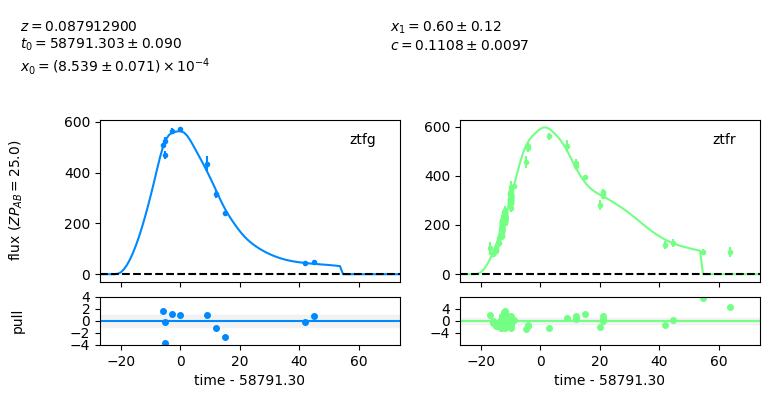 z = 0.087912900
t₀ = 58791.303 ± 0.090
x₀ = (8.539 ± 0.071) × 10⁻⁴
x₁ = 0.60 ± 0.12
c = 0.1108 ± 0.0097
flux (ZP_AB = 25.0)
600
400
200
0
ztfg
600
400
200
0
ztfr
pull
4
2
0
−2
−4
−20
0
20
40
60
time - 58791.30
4
2
0
−2
−4
−20
0
20
40
60
time - 58791.30